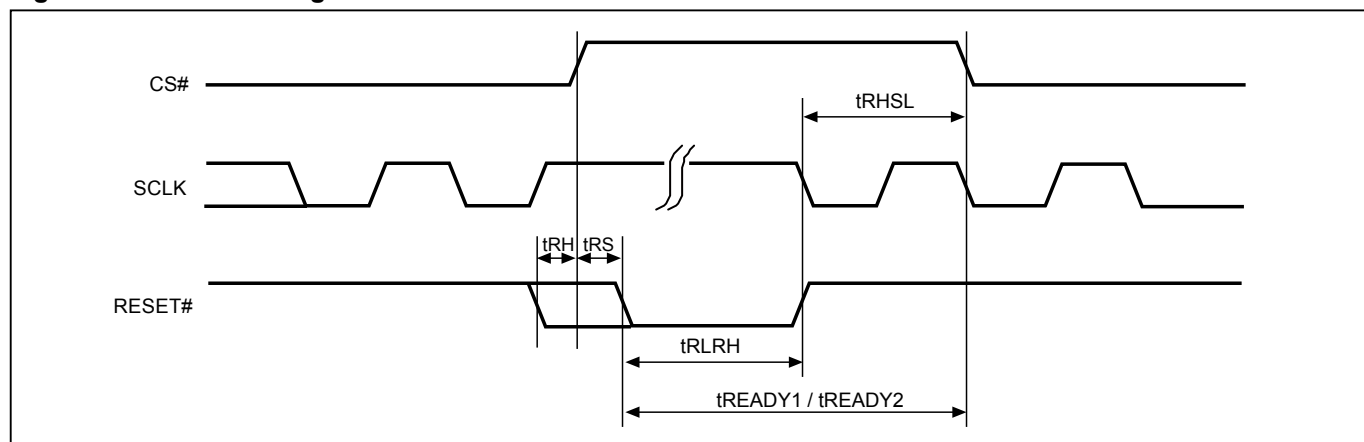 CS#
tRHSL
SCLK
tRH tRS
RESET#
tRLRH
tREADY1 / tREADY2